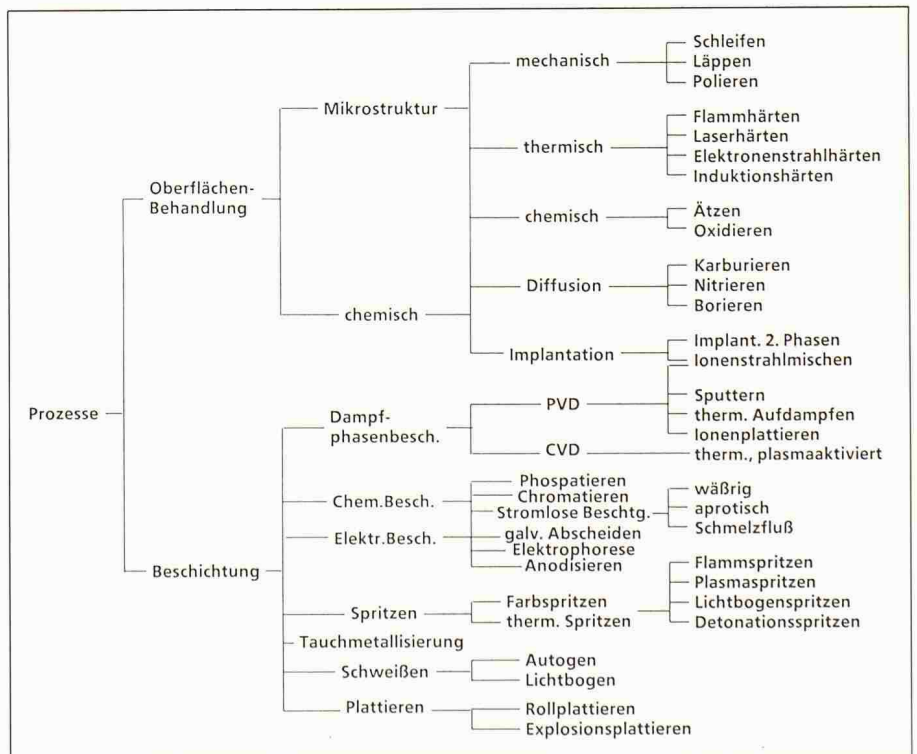 Prozesse
Oberflächen-
Behandlung
Mikrostruktur
mechanisch
Schleifen
Läppen
Polieren
thermisch
Flammhärten
Laserhärten
Elektronenstrahlhärten
Induktionshärten
chemisch
chemisch
Ätzen
Oxidieren
Diffusion
Karburieren
Nitrieren
Borieren
Implantation
Implant. 2. Phasen
Ionenstrahlmischen
Beschichtung
Dampf-
phasenbesch.
PVD
Sputtern
therm. Aufdampfen
Ionenplattieren
CVD
therm., plasmaaktiviert
Chem.Besch.
Elektr.Besch.
Phospatieren
Chromatieren
Stromlose Beschtg.
wäßrig
aprotisch
Schmelzfluß
galv. Abscheiden
Elektrophorese
Anodisieren
Spritzen
Farbspritzen
therm. Spritzen
Flammspritzen
Plasmaspritzen
Lichtbogenspritzen
Detonationsspritzen
Tauchmetallisierung
Schweißen
Autogen
Lichtbogen
Plattieren
Rollplattieren
Explosionsplattieren